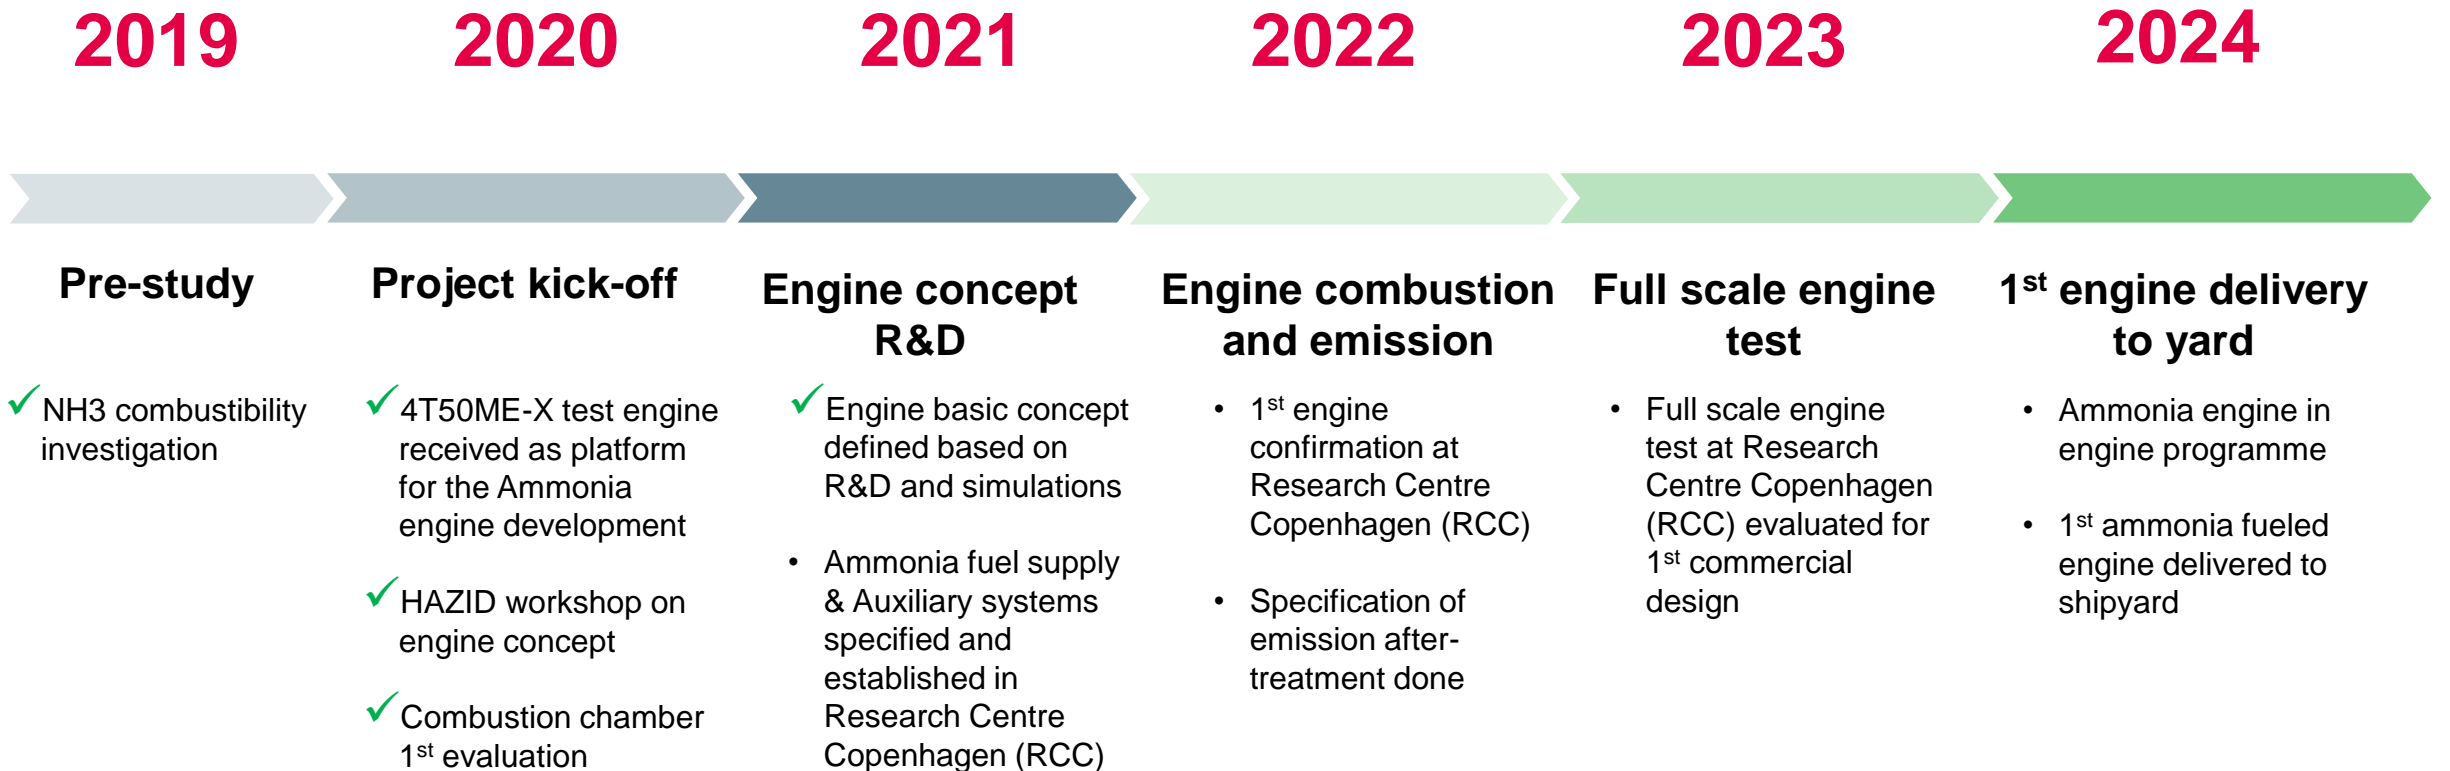 2019
2020
2021
2022
2023
2024
Pre-study
✓ NH3 combustibility
investigation
Project kick-off
✓ 4T50ME-X test engine
received as platform
for the Ammonia
engine development
✓ HAZID workshop on
engine concept
✓ Combustion chamber
1st evaluation
Engine concept
R&D
✓ Engine basic concept
defined based on
R&D and simulations
• Ammonia fuel supply
& Auxiliary systems
specified and
established in
Research Centre
Copenhagen (RCC)
Engine combustion
and emission
• 1st engine
confirmation at
Research Centre
Copenhagen (RCC)
• Specification of
emission after-
treatment done
Full scale engine
test
• Full scale engine
test at Research
Centre Copenhagen
(RCC) evaluated for
1st commercial
design
1st engine delivery
to yard
• Ammonia engine in
engine programme
• 1st ammonia fueled
engine delivered to
shipyard